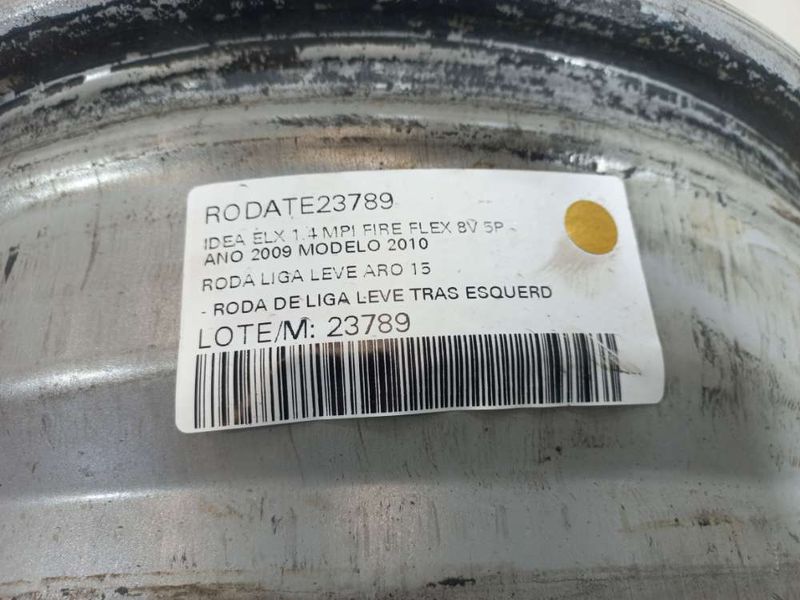 RODATE23789
IDEA ELX 1.4 MPI FIRE FLEX 8V 5P -
ANO 2009 MODELO 2010
RODA LIGA LEVE ARO 15
- RODA DE LIGA LEVE TRAS ESQUERD
LOTE/M: 23789